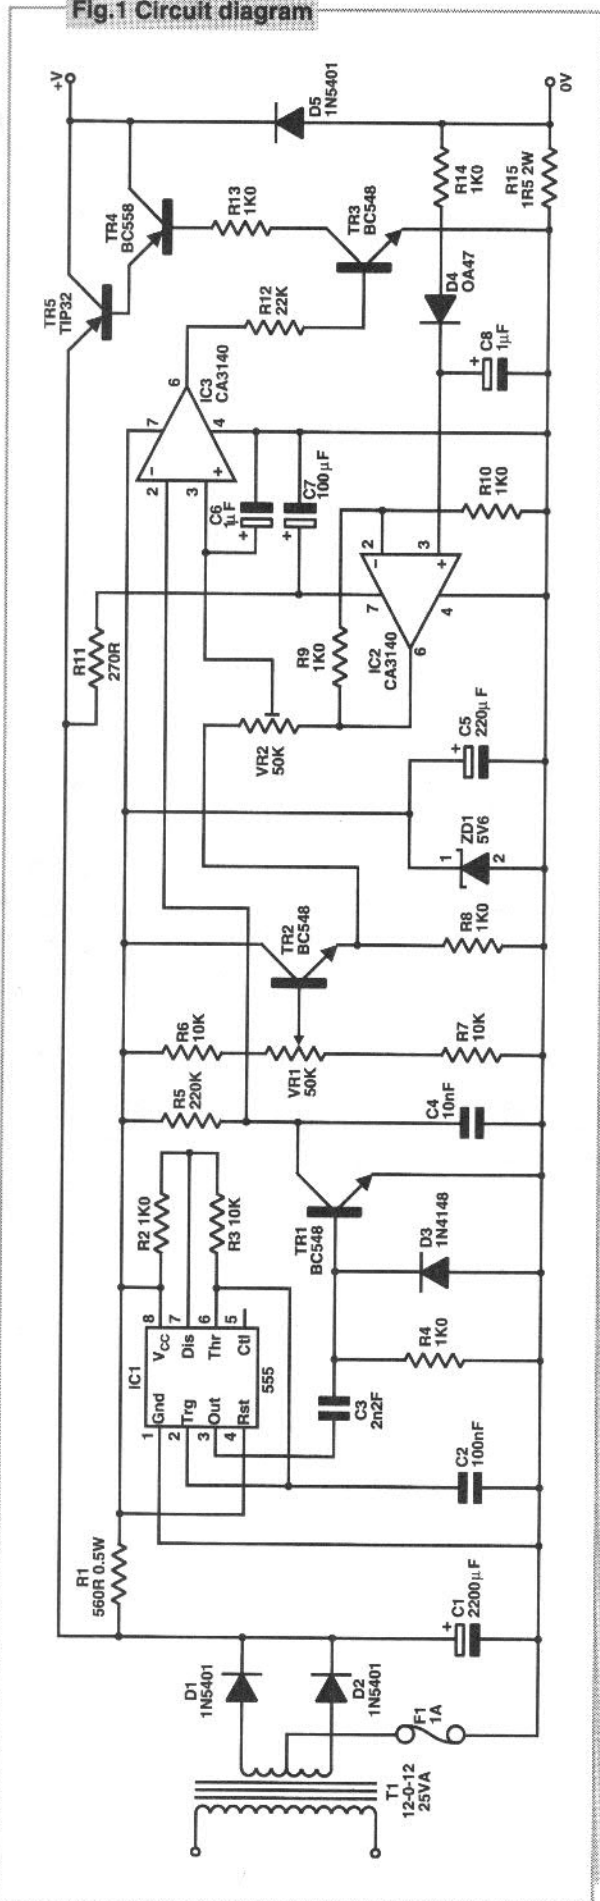 Fig.1 Circuit diagram
+V
0V
D5
1N5401
R14
1K0
R15
1R5 2W
TR4
BC558
R13
1K0
TR3
BC548
TR5
TIP32
R12
22K
D4
OA47
C8
1µF
+
IC3
CA3140
6
7
4
2
3
−
+
C6
1µF
+
C7
100µF
+
R10
1K0
R11
270R
R9
1K0
IC2
CA3140
2
3
7
4
6
−
+
VR2
50K
C5
220µF
+
ZD1
5V6
1
2
TR2
BC548
R8
1K0
R6
10K
VR1
50K
R7
10K
R5
220K
C4
10nF
R2 1K0
R3 10K
TR1
BC548
D3
1N4148
R4
1K0
IC1
555
8
7
6
5
Vcc
Dis
Thr
Ctl
Gnd
Trg
Out
Rst
1
2
3
4
C3
2n2F
C2
100nF
R1
560R 0.5W
C1
2200µF
+
D1
1N5401
D2
1N5401
F1
1A
T1
12-0-12
25VA